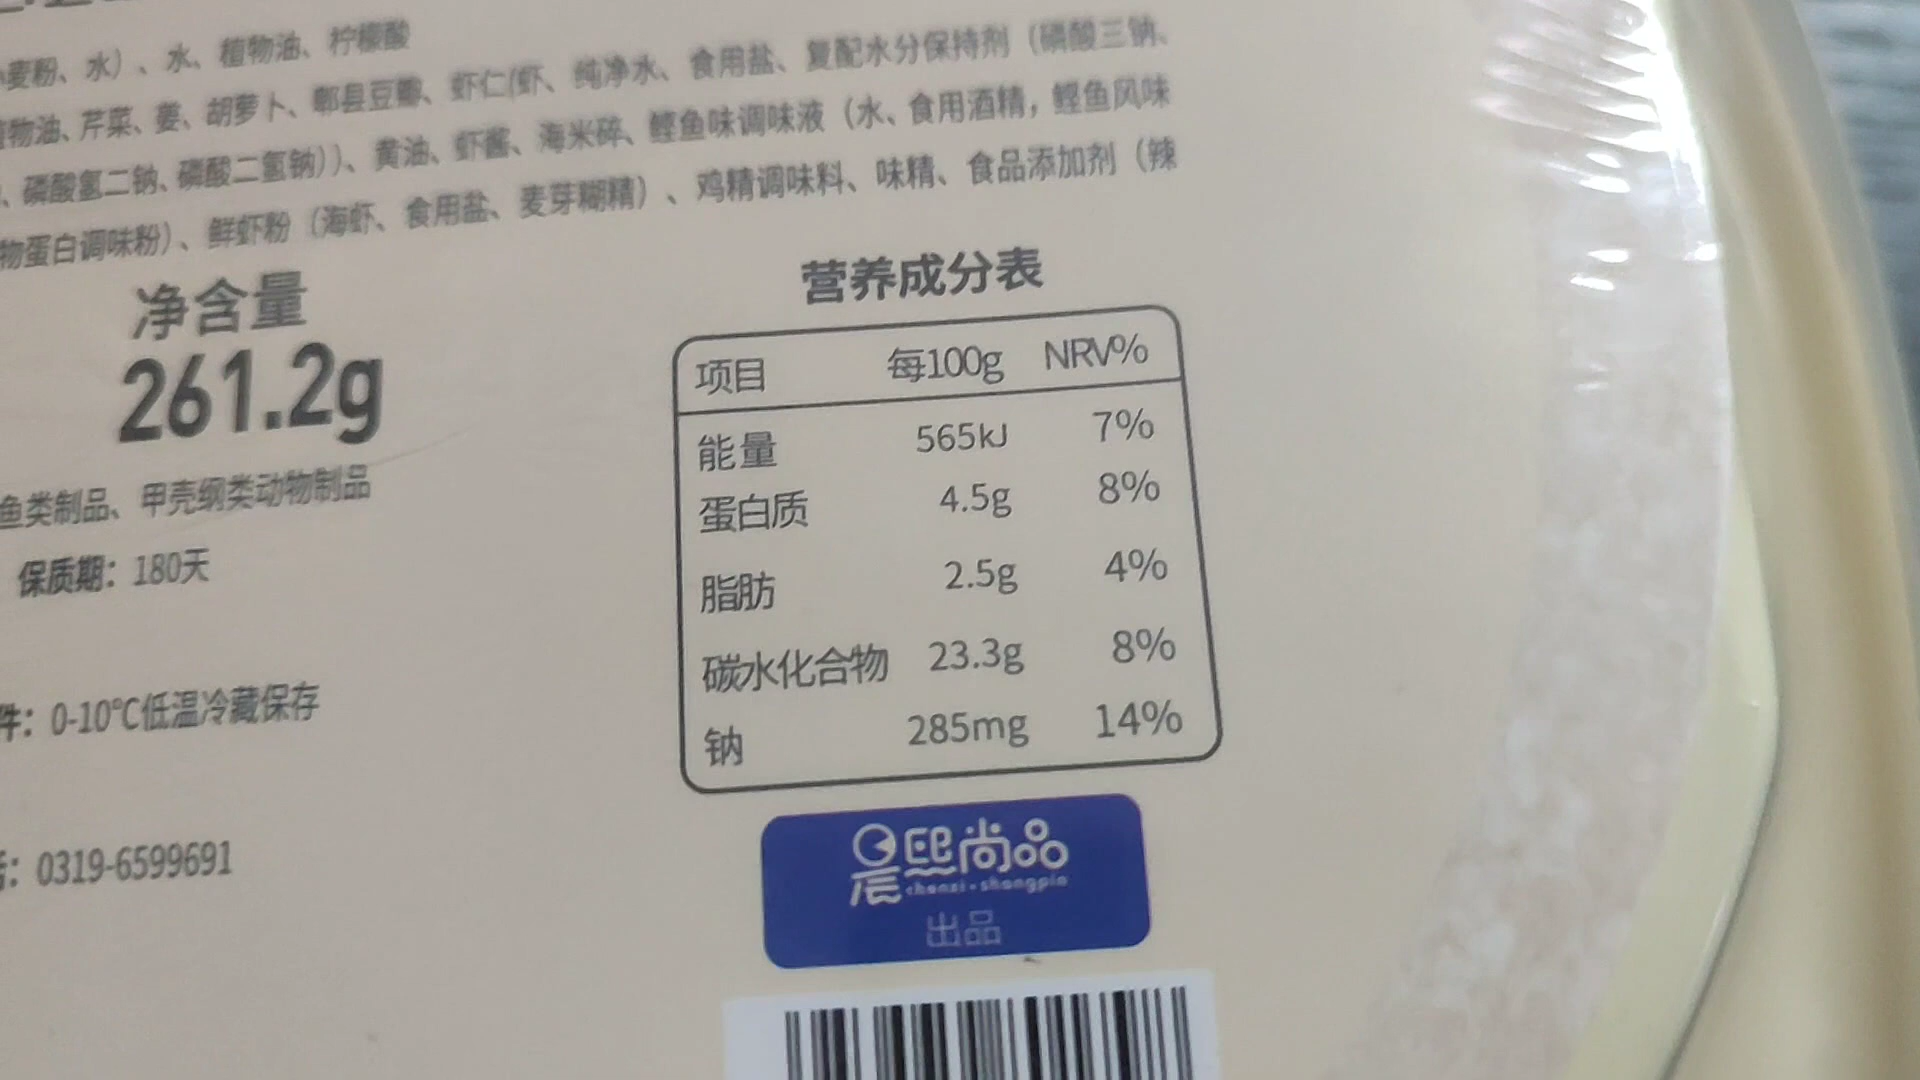 小麦粉、水）、水、植物油、柠檬酸
植物油、芹菜、姜、胡萝卜、郫县豆瓣、虾仁(虾、纯净水、食用盐、复配水分保持剂（磷酸三钠、
、磷酸氢二钠、磷酸二氢钠））、黄油、虾酱、海米碎、鲣鱼味调味液（水、食用酒精，鲣鱼风味
物蛋白调味粉）、鲜虾粉（海虾、食用盐、麦芽糊精）、鸡精调味料、味精、食品添加剂（辣
净含量
261.2g
鱼类制品、甲壳纲类动物制品
保质期：180天
件：0-10℃低温冷藏保存
话：0319-6599691
营养成分表
项目 每100g NRV%
能量 565kJ 7%
蛋白质 4.5g 8%
脂肪 2.5g 4%
碳水化合物 23.3g 8%
钠 285mg 14%
晨熙尚品
chenxi·shangpin
出品